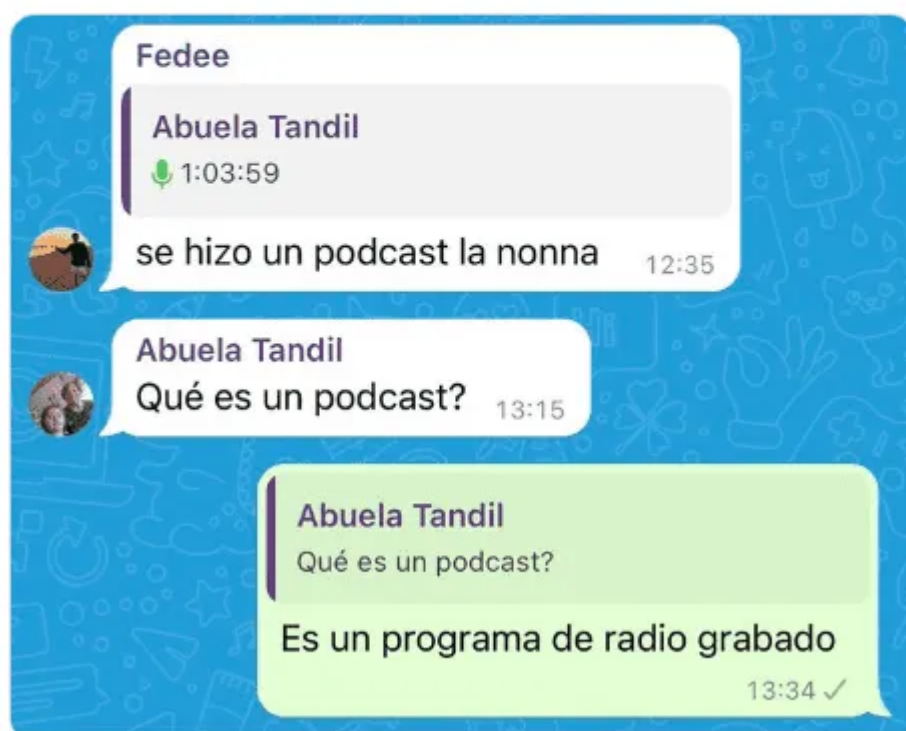 Fedee
Abuela Tandil
1:03:59
se hizo un podcast la nonna 12:35
Abuela Tandil
Qué es un podcast? 13:15
Abuela Tandil
Qué es un podcast?
Es un programa de radio grabado
13:34